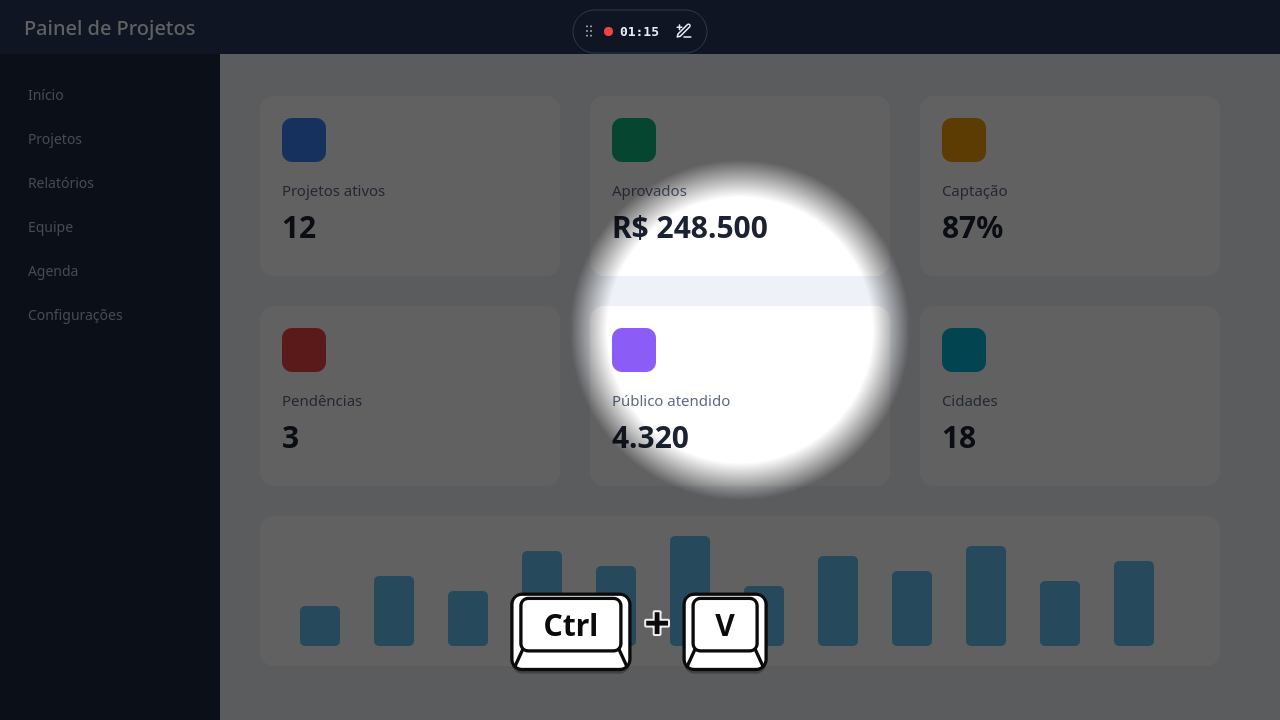 Painel de Projetos
01:15
Início
Projetos
Relatórios
Equipe
Agenda
Configurações
Projetos ativos
12
Aprovados
R$ 248.500
Captação
87%
Pendências
3
Público atendido
4.320
Cidades
18
Ctrl + V